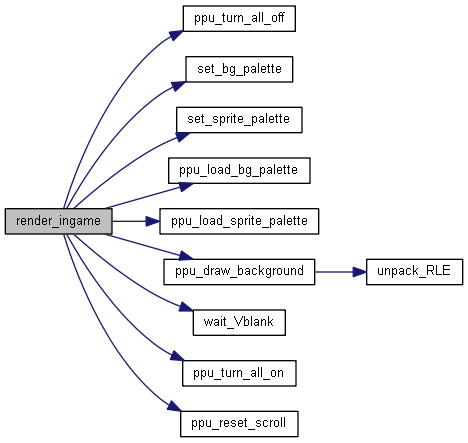 ppu_turn_all_off
set_bg_palette
set_sprite_palette
ppu_load_bg_palette
render_ingame
ppu_load_sprite_palette
ppu_draw_background
unpack_RLE
wait_Vblank
ppu_turn_all_on
ppu_reset_scroll